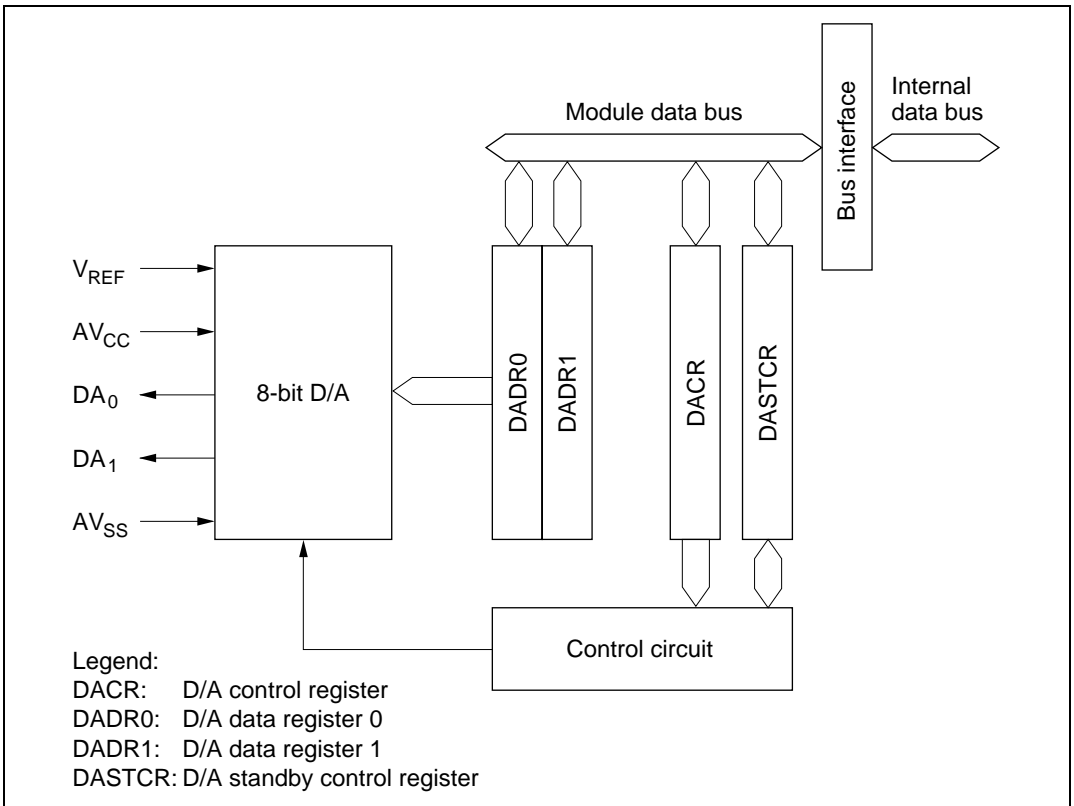 Module data bus
Internal
data bus
Bus interface
V_REF
AV_CC
DA_0
DA_1
AV_SS
8-bit D/A
DADR0
DADR1
DACR
DASTCR
Control circuit
Legend:
DACR: D/A control register
DADR0: D/A data register 0
DADR1: D/A data register 1
DASTCR: D/A standby control register